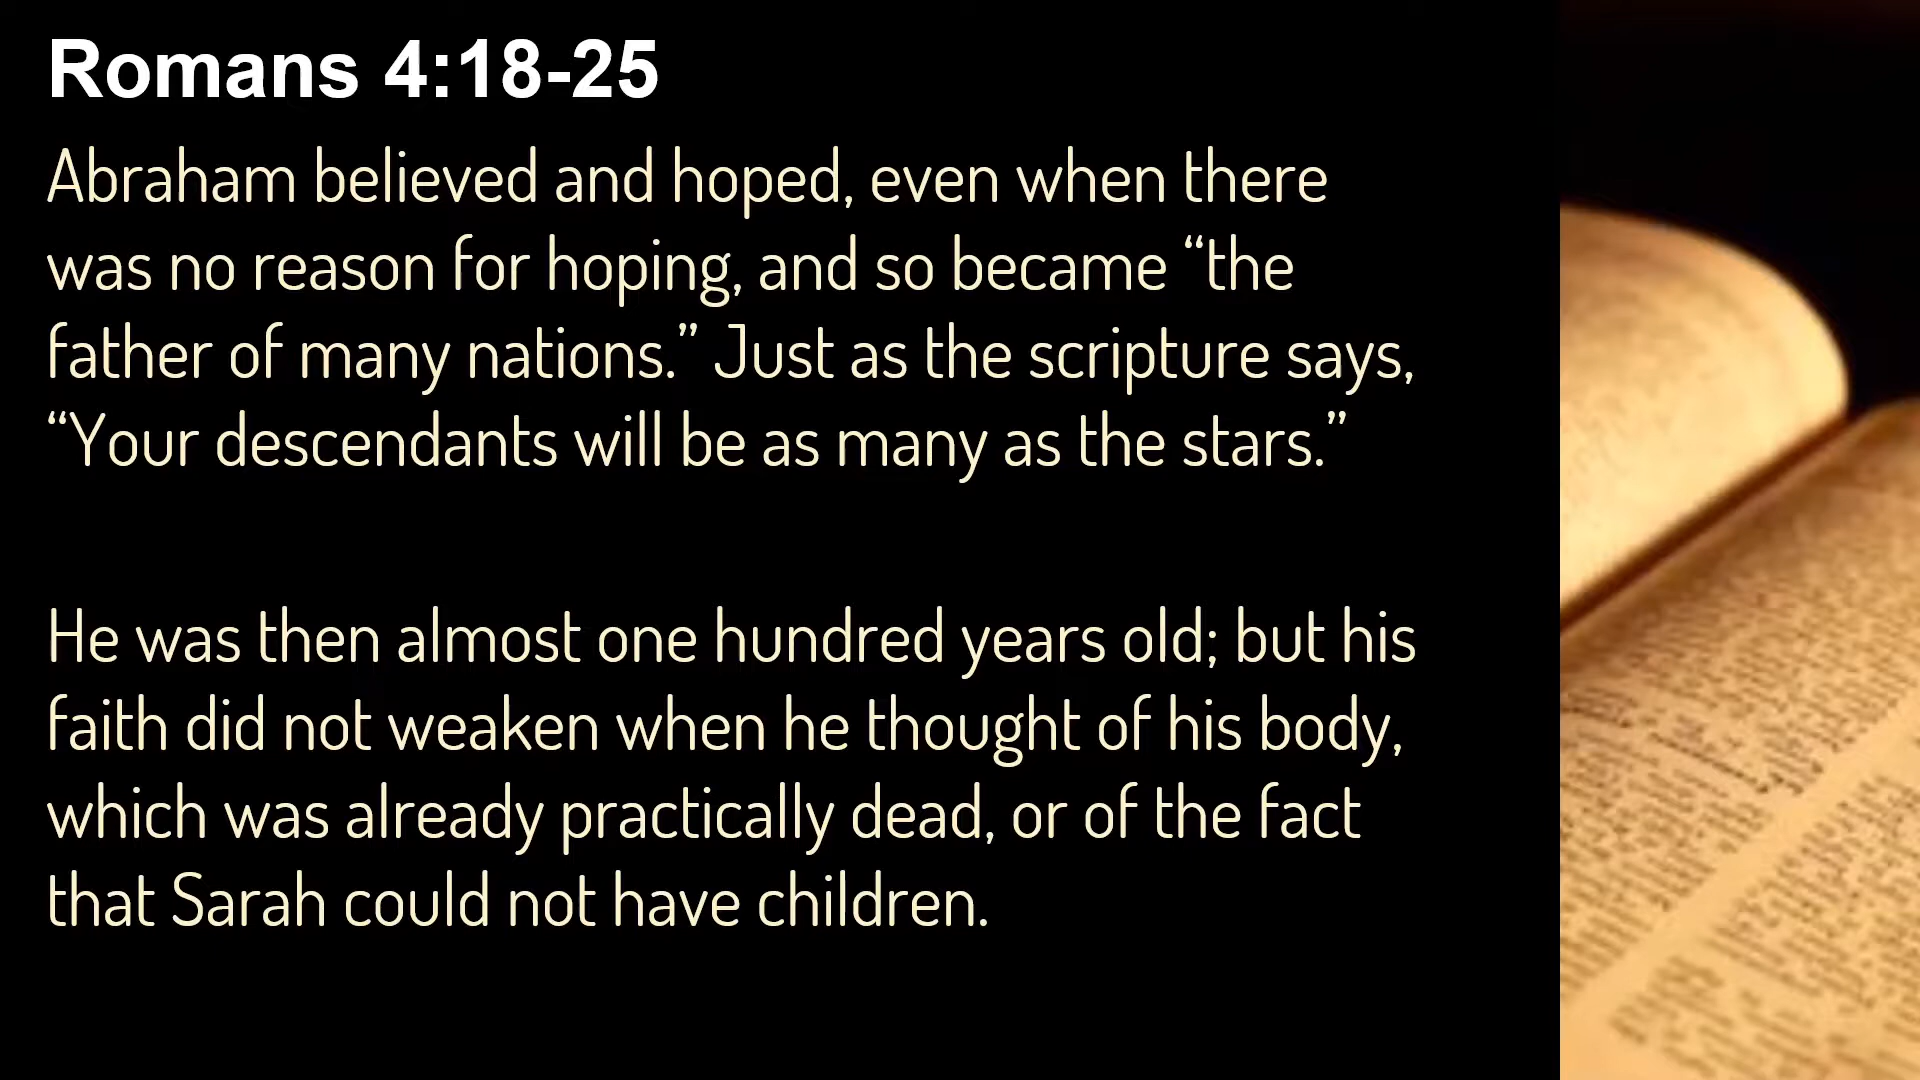 Romans 4:18-25
Abraham believed and hoped, even when there
was no reason for hoping, and so became “the
father of many nations.” Just as the scripture says,
“Your descendants will be as many as the stars.”
He was then almost one hundred years old; but his
faith did not weaken when he thought of his body,
which was already practically dead, or of the fact
that Sarah could not have children.